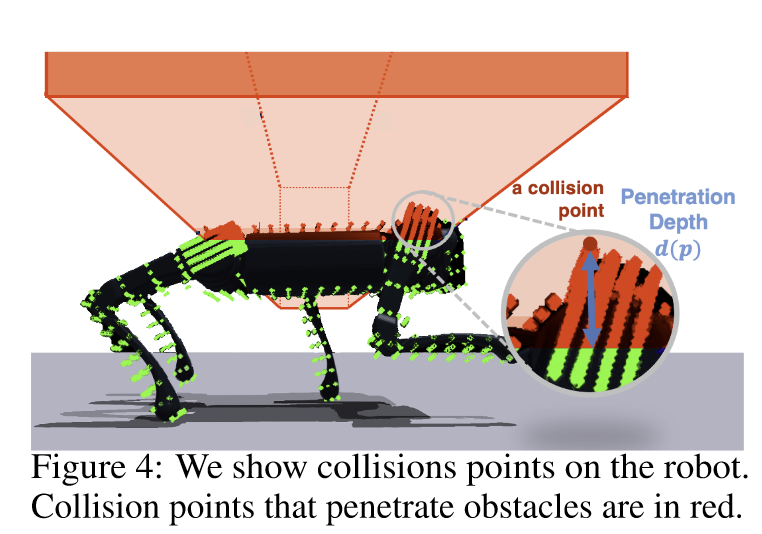 a collision
point
Penetration
Depth
d(p)
Figure 4: We show collisions points on the robot.
Collision points that penetrate obstacles are in red.